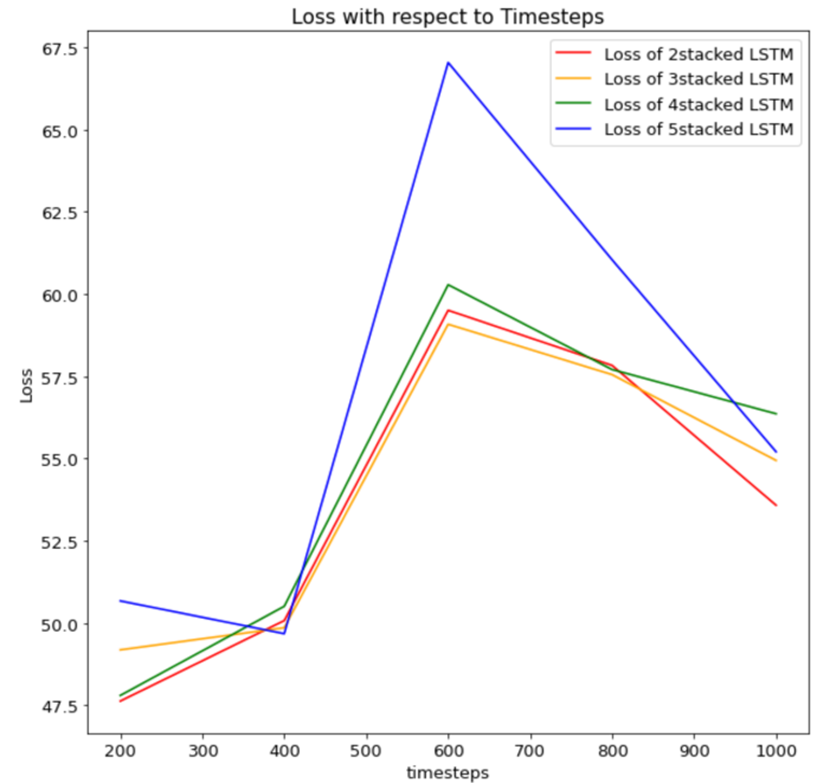 Loss with respect to Timesteps
Loss of 2stacked LSTM
Loss of 3stacked LSTM
Loss of 4stacked LSTM
Loss of 5stacked LSTM
67.5
65.0
62.5
60.0
57.5
55.0
52.5
50.0
47.5
Loss
200 300 400 500 600 700 800 900 1000
timesteps